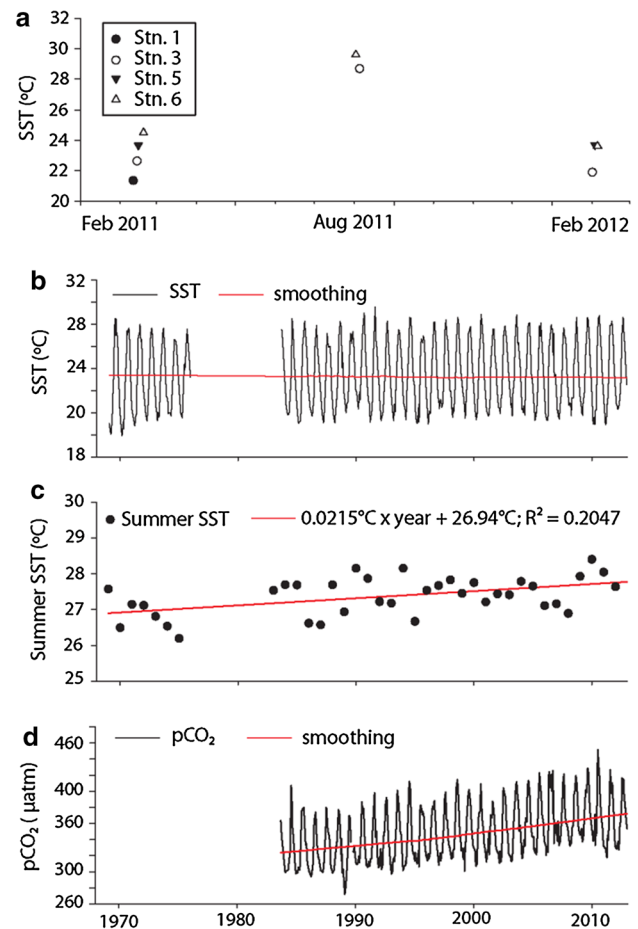 a
32
30
28
26
24
22
20
SST (ºC)
Stn. 1
Stn. 3
Stn. 5
Stn. 6
Feb 2011
Aug 2011
Feb 2012
b
32
28
24
20
18
SST (ºC)
SST
smoothing
c
30
29
28
27
26
25
Summer SST (ºC)
Summer SST
0.0215°C x year + 26.94°C; R² = 0.2047
d
460
400
360
300
260
pCO₂ ( µatm)
pCO₂
smoothing
1970
1980
1990
2000
2010